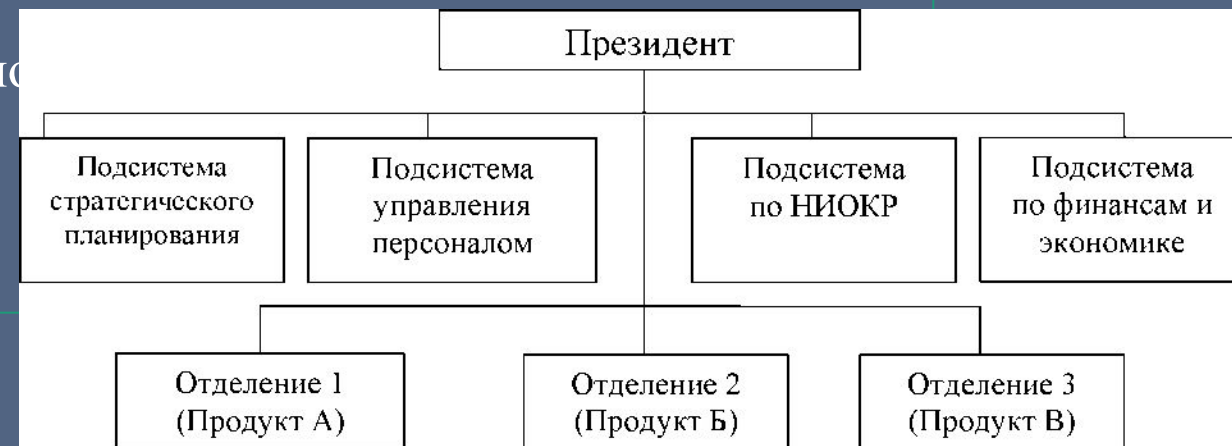 Президент
Подсистема
стратегического
планирования
Подсистема
управления
персоналом
Подсистема
по НИОКР
Подсистема
по финансам и
экономике
Отделение 1
(Продукт А)
Отделение 2
(Продукт Б)
Отделение 3
(Продукт В)